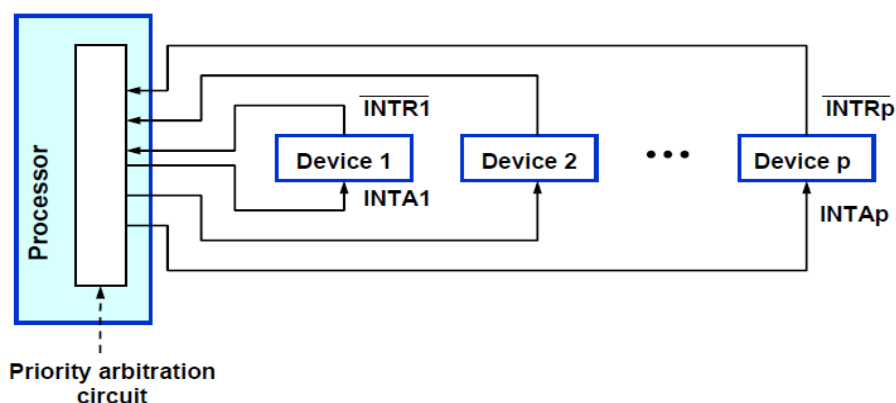 INTR1
INTRp
Device 1
Device 2
• • •
Device p
INTA1
INTAp
Processor
Priority arbitration
circuit